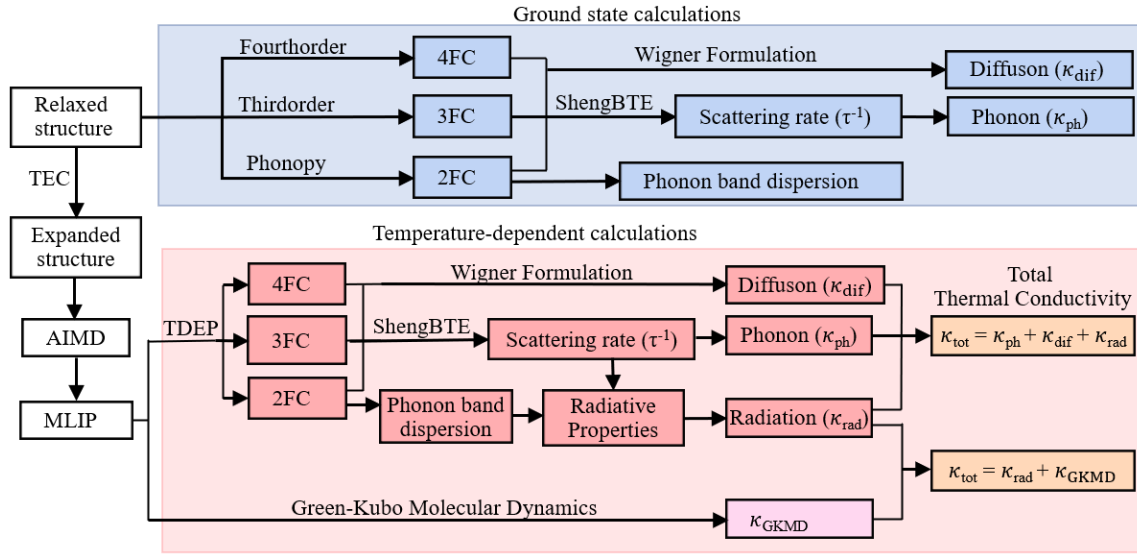 Ground state calculations
Fourthorder
4FC
Wigner Formulation
Diffuson (κdif)
Relaxed
structure
Thirdorder
3FC
ShengBTE
Scattering rate (τ⁻¹)
Phonon (κph)
Phonopy
2FC
Phonon band dispersion
TEC
Expanded
structure
Temperature-dependent calculations
AIMD
MLIP
TDEP
4FC
Wigner Formulation
Diffuson (κdif)
Total
Thermal Conductivity
3FC
ShengBTE
Scattering rate (τ⁻¹)
Phonon (κph)
κtot = κph + κdif + κrad
2FC
Phonon band
dispersion
Radiative
Properties
Radiation (κrad)
κtot = κrad + κGKMD
Green-Kubo Molecular Dynamics
κGKMD